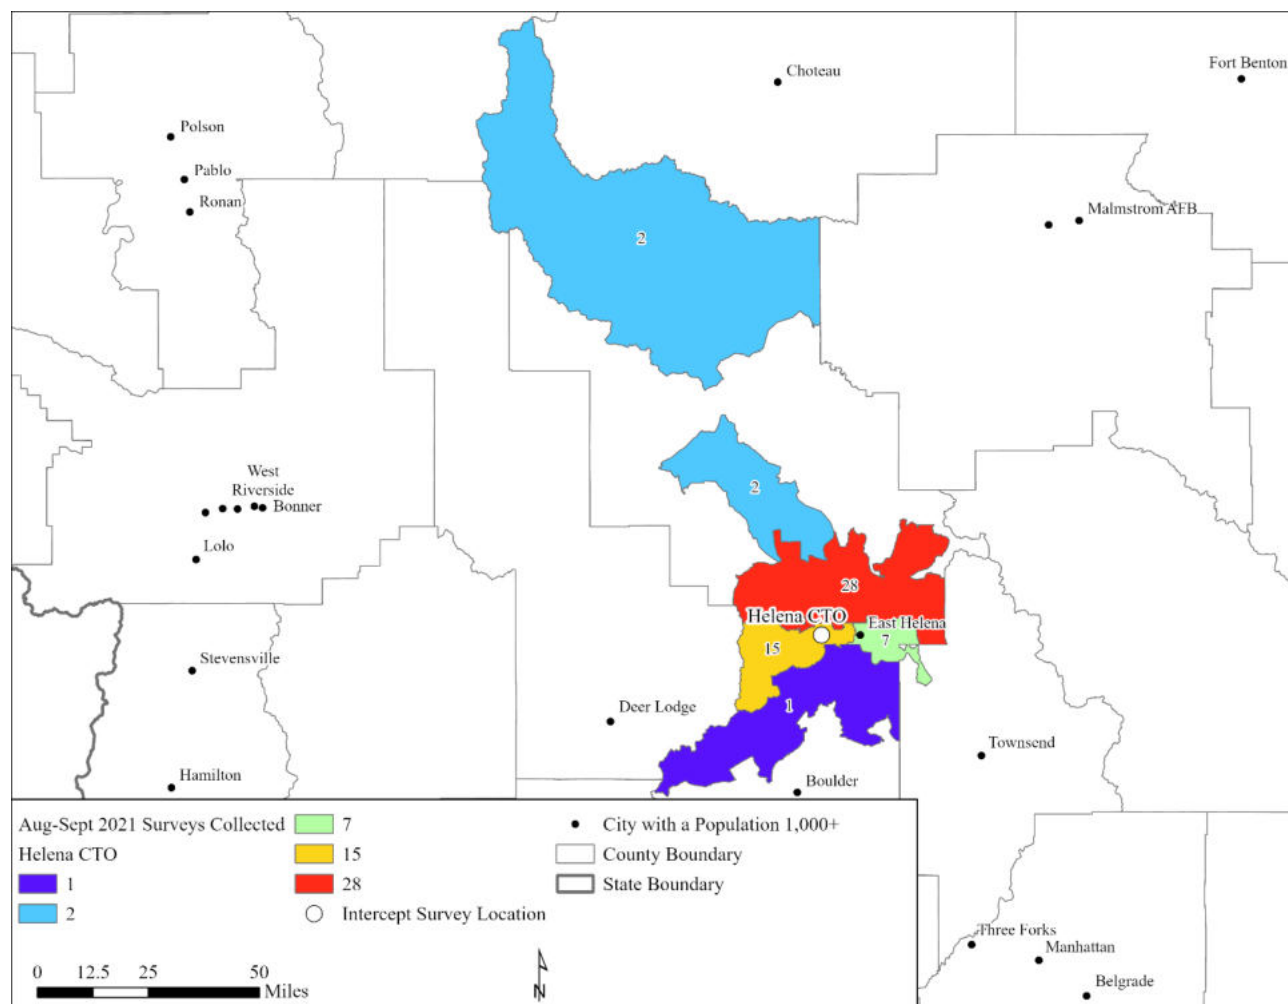 Choteau
Fort Benton
Polson
Pablo
Ronan
Malmstrom AFB
2
West
Riverside
Bonner
2
Lolo
28
Helena CTO
East Helena
15
7
Stevensville
1
Deer Lodge
Townsend
Hamilton
Boulder
Aug-Sept 2021 Surveys Collected
Helena CTO
1
2
7
15
28
Intercept Survey Location
City with a Population 1,000+
County Boundary
State Boundary
0 12.5 25 50
Miles
N
Three Forks
Manhattan
Belgrade